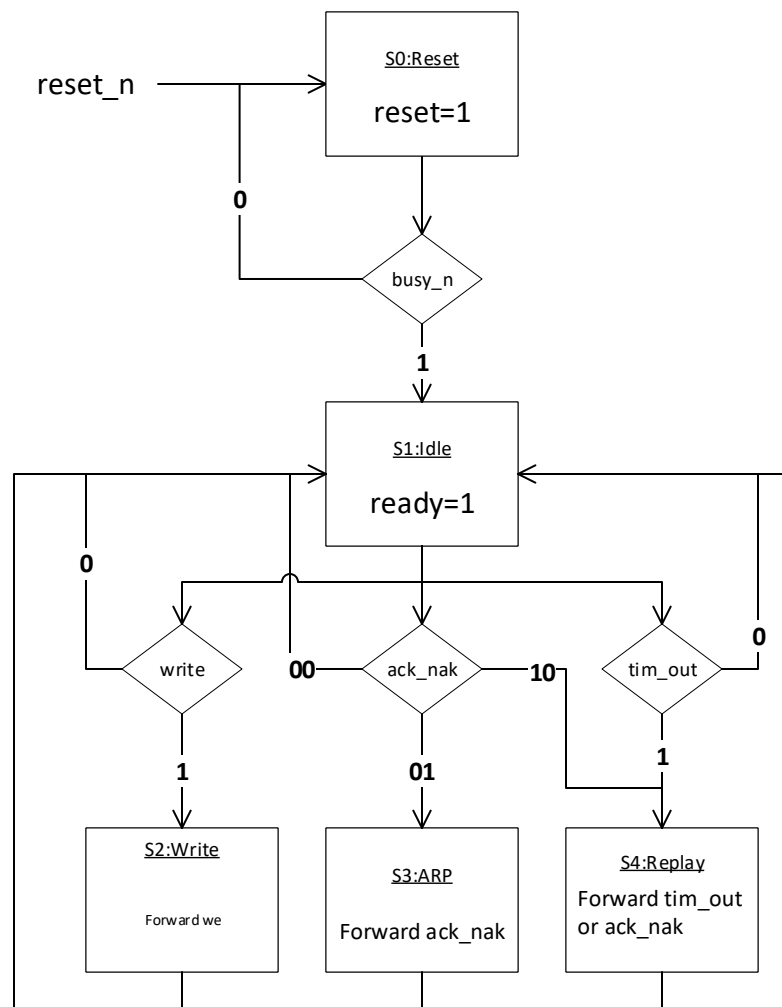 S0:Reset
reset_n
reset=1
0
busy_n
1
S1:Idle
ready=1
0
0
write
00
ack_nak
10
tim_out
1
01
1
S2:Write
Forward we
S3:ARP
Forward ack_nak
S4:Replay
Forward tim_out
or ack_nak